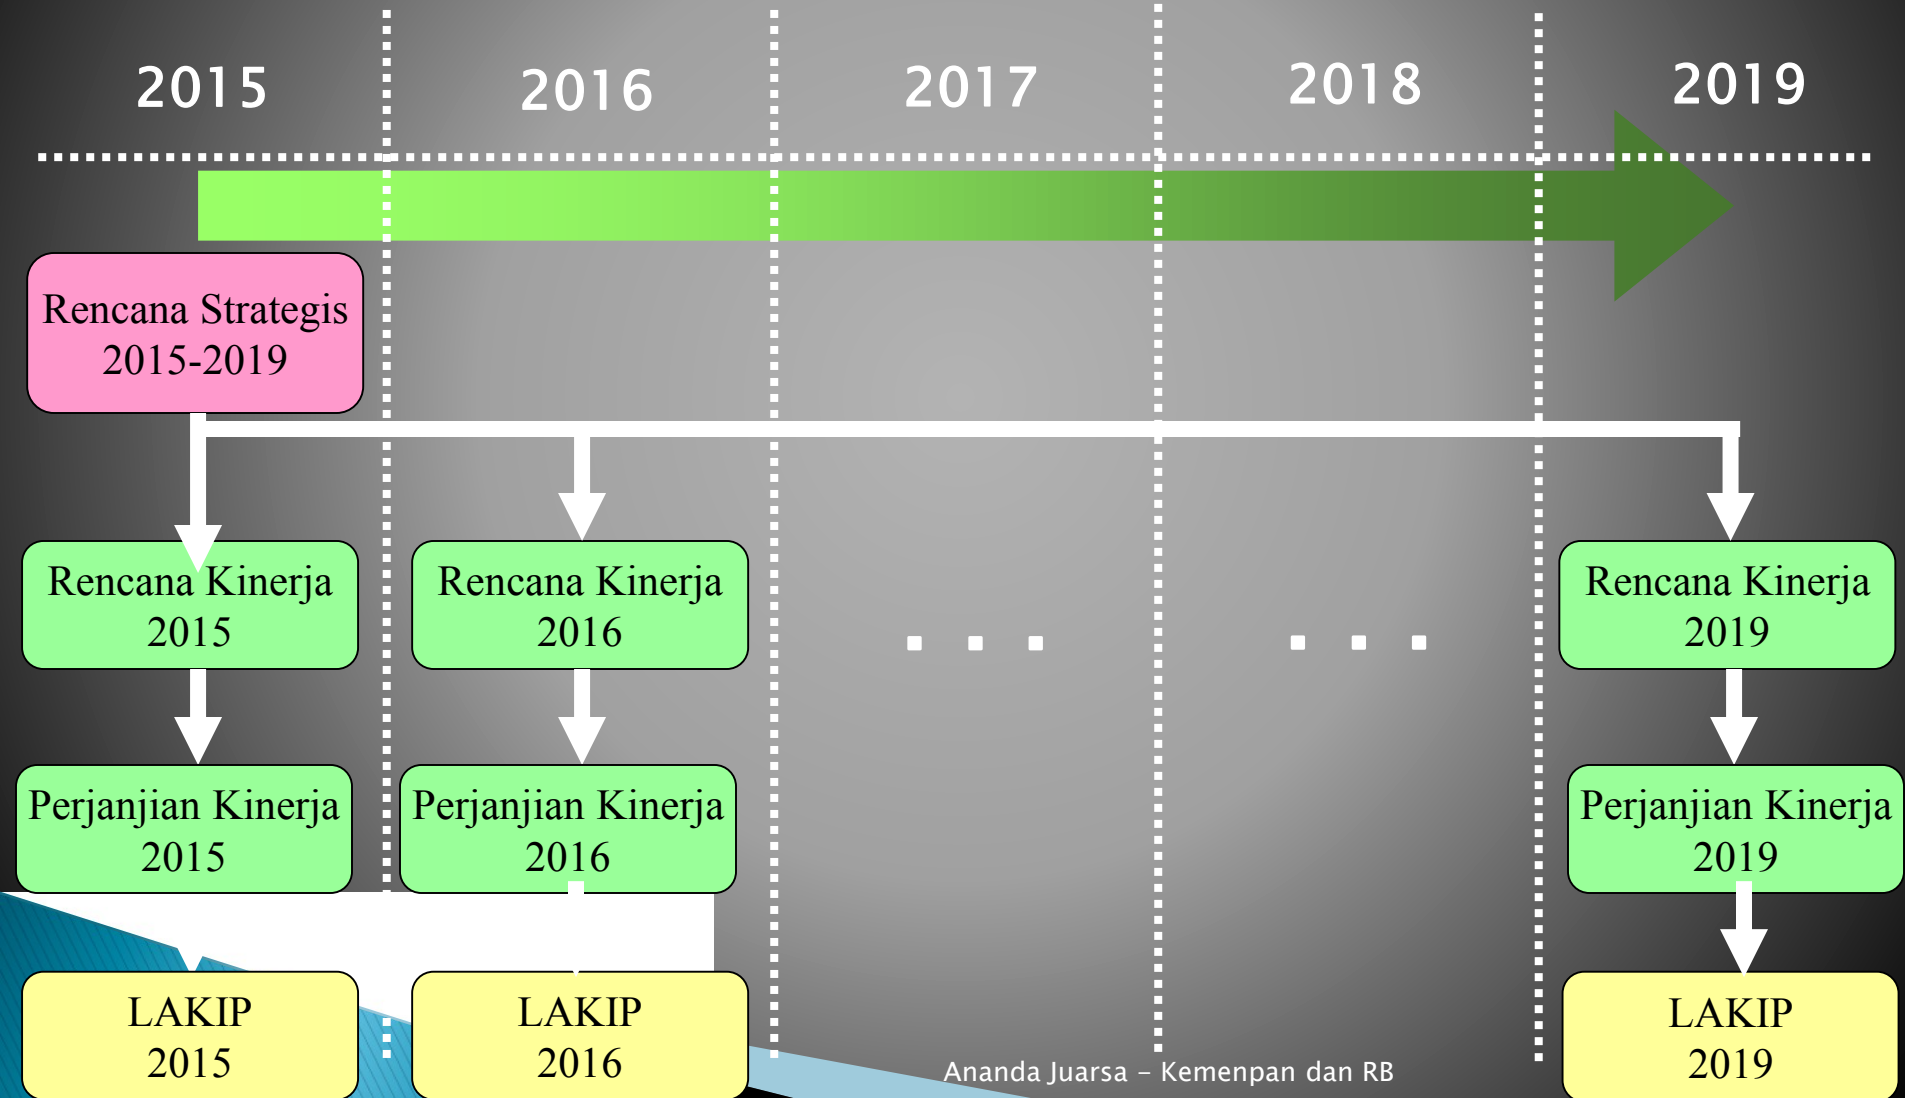 2015
2016
2017
2018
2019
Rencana Strategis
2015-2019
Rencana Kinerja
2015
Rencana Kinerja
2016
. . .
. . .
Rencana Kinerja
2019
Perjanjian Kinerja
2015
Perjanjian Kinerja
2016
Perjanjian Kinerja
2019
LAKIP
2015
LAKIP
2016
LAKIP
2019
Ananda Juarsa – Kemenpan dan RB